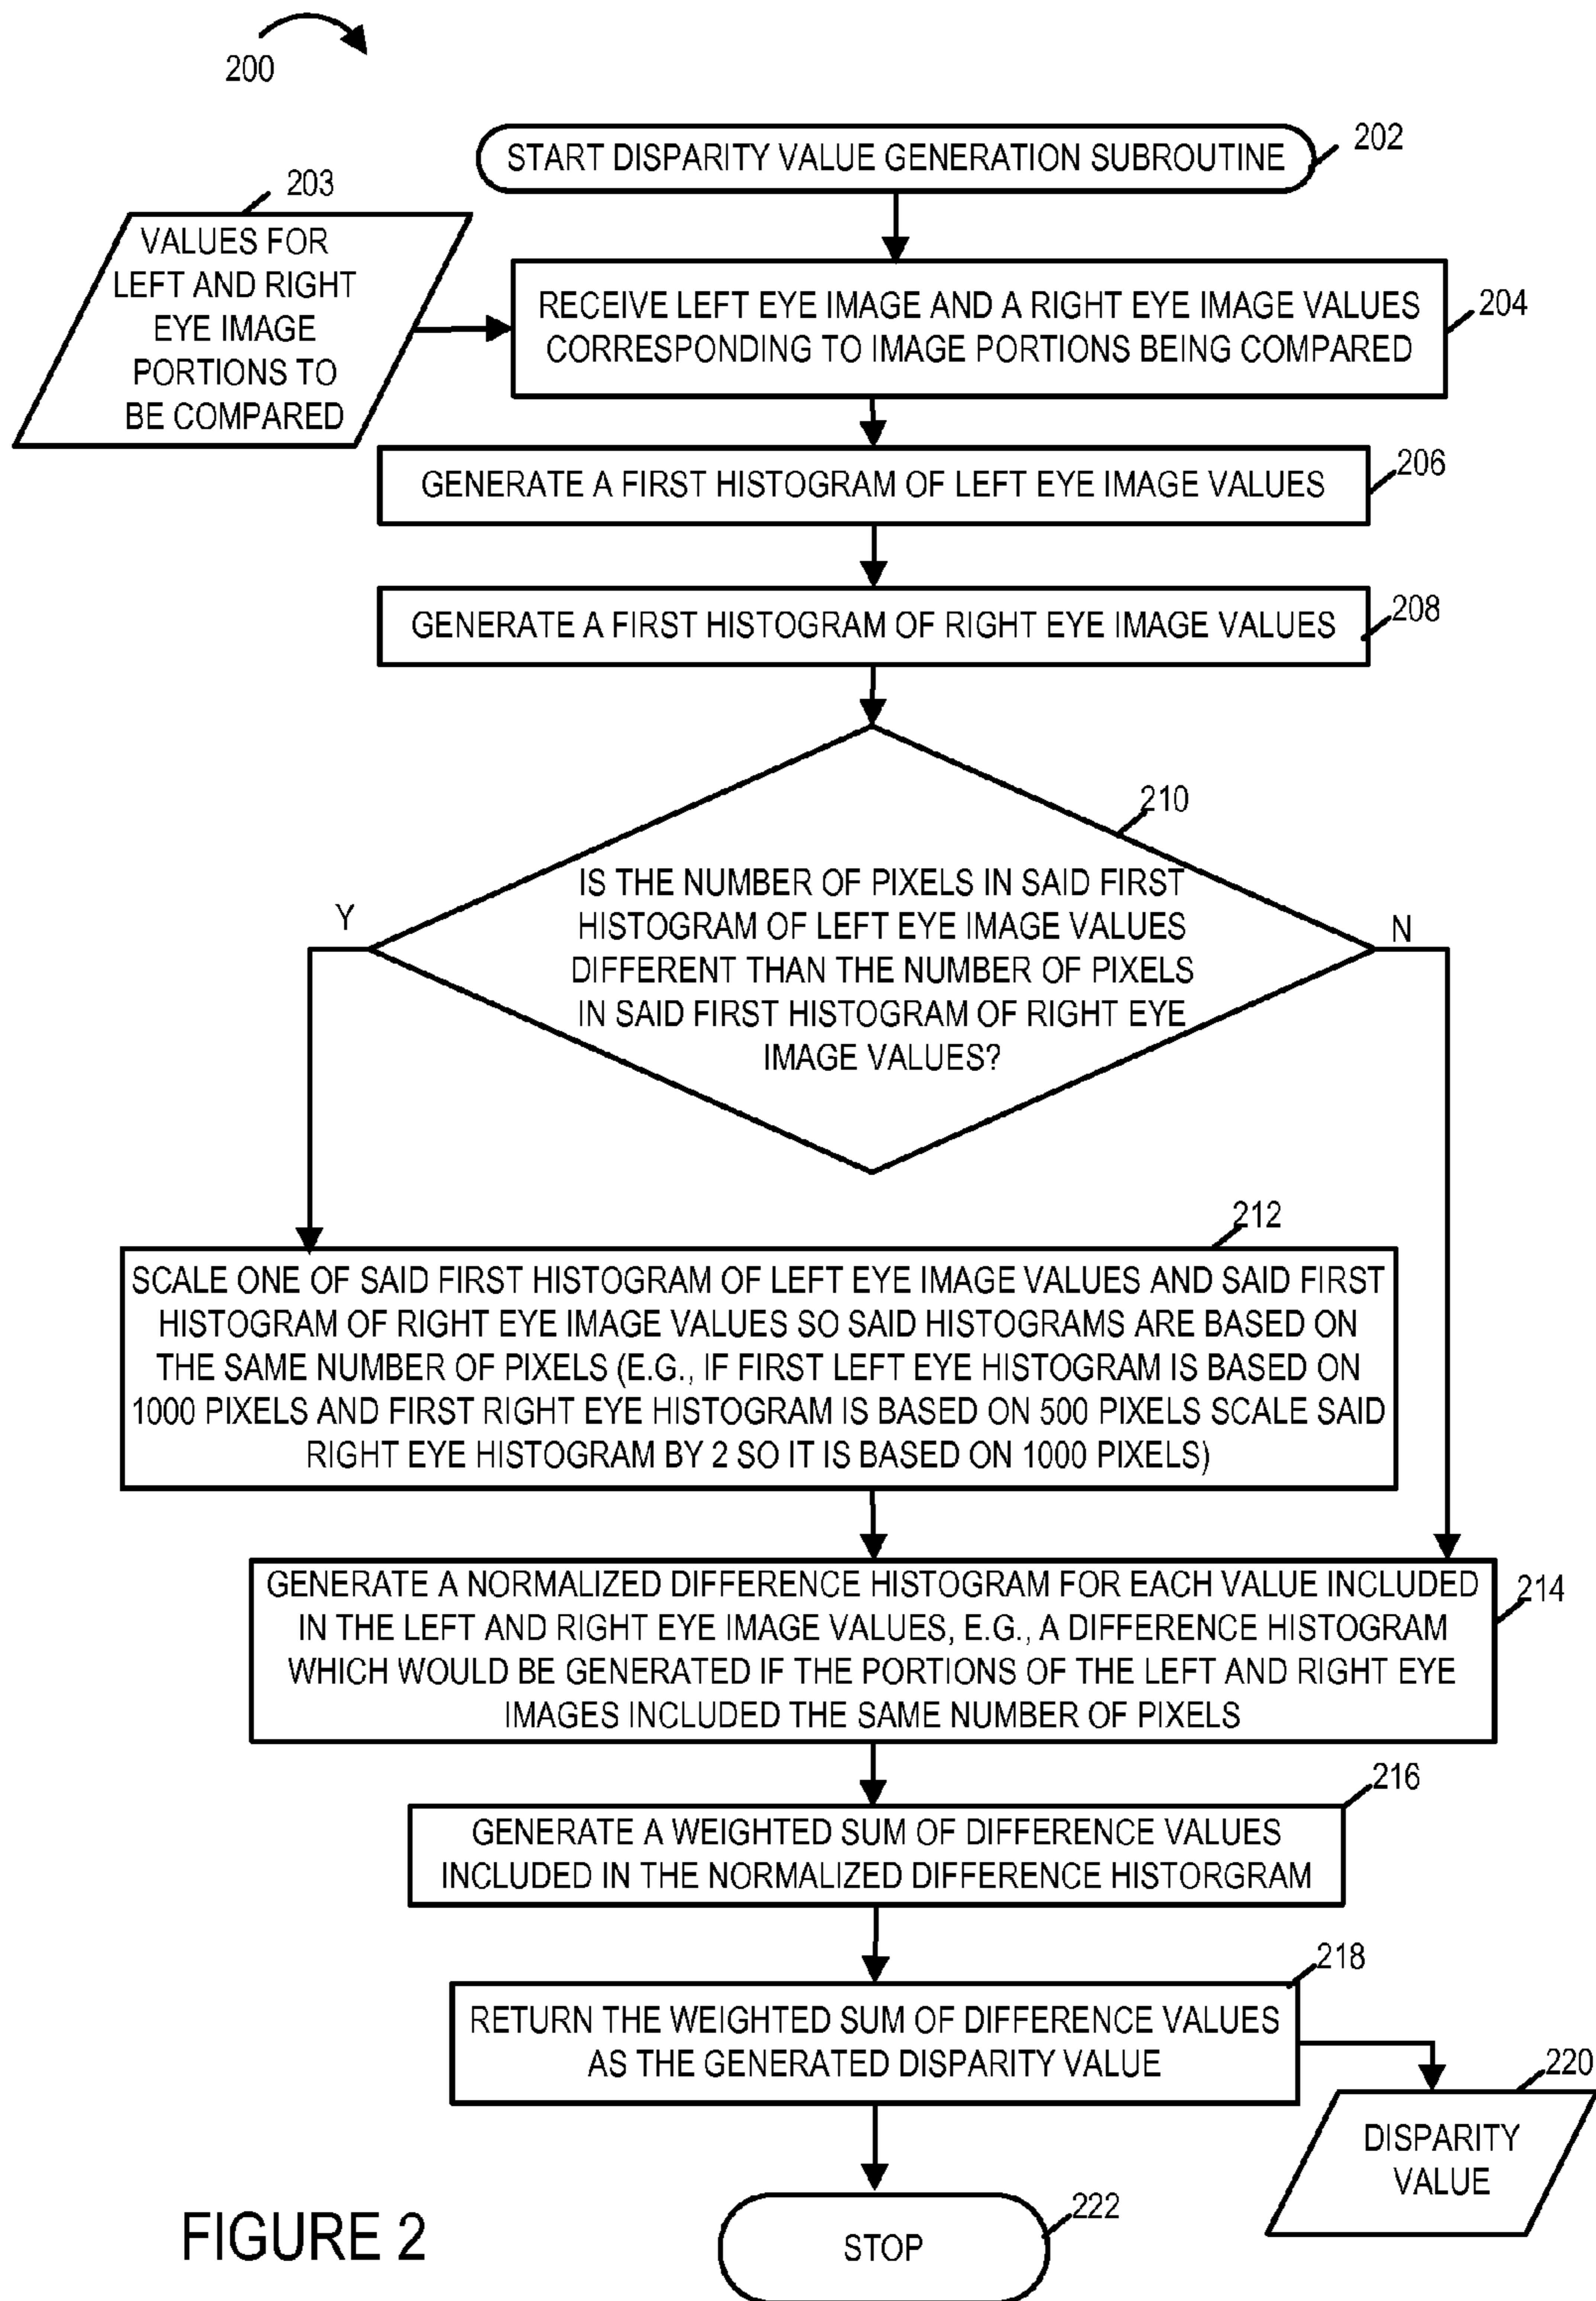 200
START DISPARITY VALUE GENERATION SUBROUTINE
202
203
VALUES FOR
LEFT AND RIGHT
EYE IMAGE
PORTIONS TO
BE COMPARED
RECEIVE LEFT EYE IMAGE AND A RIGHT EYE IMAGE VALUES
CORRESPONDING TO IMAGE PORTIONS BEING COMPARED
204
GENERATE A FIRST HISTOGRAM OF LEFT EYE IMAGE VALUES
206
GENERATE A FIRST HISTOGRAM OF RIGHT EYE IMAGE VALUES
208
210
IS THE NUMBER OF PIXELS IN SAID FIRST
HISTOGRAM OF LEFT EYE IMAGE VALUES
DIFFERENT THAN THE NUMBER OF PIXELS
IN SAID FIRST HISTOGRAM OF RIGHT EYE
IMAGE VALUES?
Y
N
212
SCALE ONE OF SAID FIRST HISTOGRAM OF LEFT EYE IMAGE VALUES AND SAID FIRST
HISTOGRAM OF RIGHT EYE IMAGE VALUES SO SAID HISTOGRAMS ARE BASED ON
THE SAME NUMBER OF PIXELS (E.G., IF FIRST LEFT EYE HISTOGRAM IS BASED ON
1000 PIXELS AND FIRST RIGHT EYE HISTOGRAM IS BASED ON 500 PIXELS SCALE SAID
RIGHT EYE HISTOGRAM BY 2 SO IT IS BASED ON 1000 PIXELS)
GENERATE A NORMALIZED DIFFERENCE HISTOGRAM FOR EACH VALUE INCLUDED
IN THE LEFT AND RIGHT EYE IMAGE VALUES, E.G., A DIFFERENCE HISTOGRAM
WHICH WOULD BE GENERATED IF THE PORTIONS OF THE LEFT AND RIGHT EYE
IMAGES INCLUDED THE SAME NUMBER OF PIXELS
214
216
GENERATE A WEIGHTED SUM OF DIFFERENCE VALUES
INCLUDED IN THE NORMALIZED DIFFERENCE HISTORGRAM
218
RETURN THE WEIGHTED SUM OF DIFFERENCE VALUES
AS THE GENERATED DISPARITY VALUE
220
DISPARITY
VALUE
222
STOP
FIGURE 2